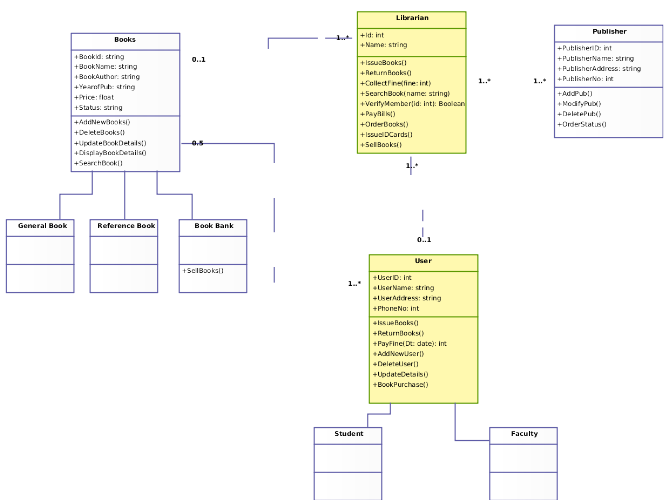 Books
+BookId: string
+BookName: string
+BookAuthor: string
+YearofPub: string
+Price: float
+Status: string
+AddNewBooks()
+DeleteBooks()
+UpdateBookDetails()
+DisplayBookDetails()
+SearchBook()
0..1
0.5
1..*
Librarian
+Id: int
+Name: string
+IssueBooks()
+ReturnBooks()
+CollectFine(fine: int)
+SearchBook(name: string)
+VerifyMember(id: int): Boolean
+PayBills()
+OrderBooks()
+IssueIDCards()
+SellBooks()
1..*
1..*
Publisher
+PublisherID: int
+PublisherName: string
+PublisherAddress: string
+PublisherNo: int
+AddPub()
+ModifyPub()
+DeletePub()
+OrderStatus()
1..*
0..1
General Book
Reference Book
Book Bank
+SellBooks()
1..*
User
+UserID: int
+UserName: string
+UserAddress: string
+PhoneNo: int
+IssueBooks()
+ReturnBooks()
+PayFine(Dt: date): int
+AddNewUser()
+DeleteUser()
+UpdateDetails()
+BookPurchase()
Student
Faculty